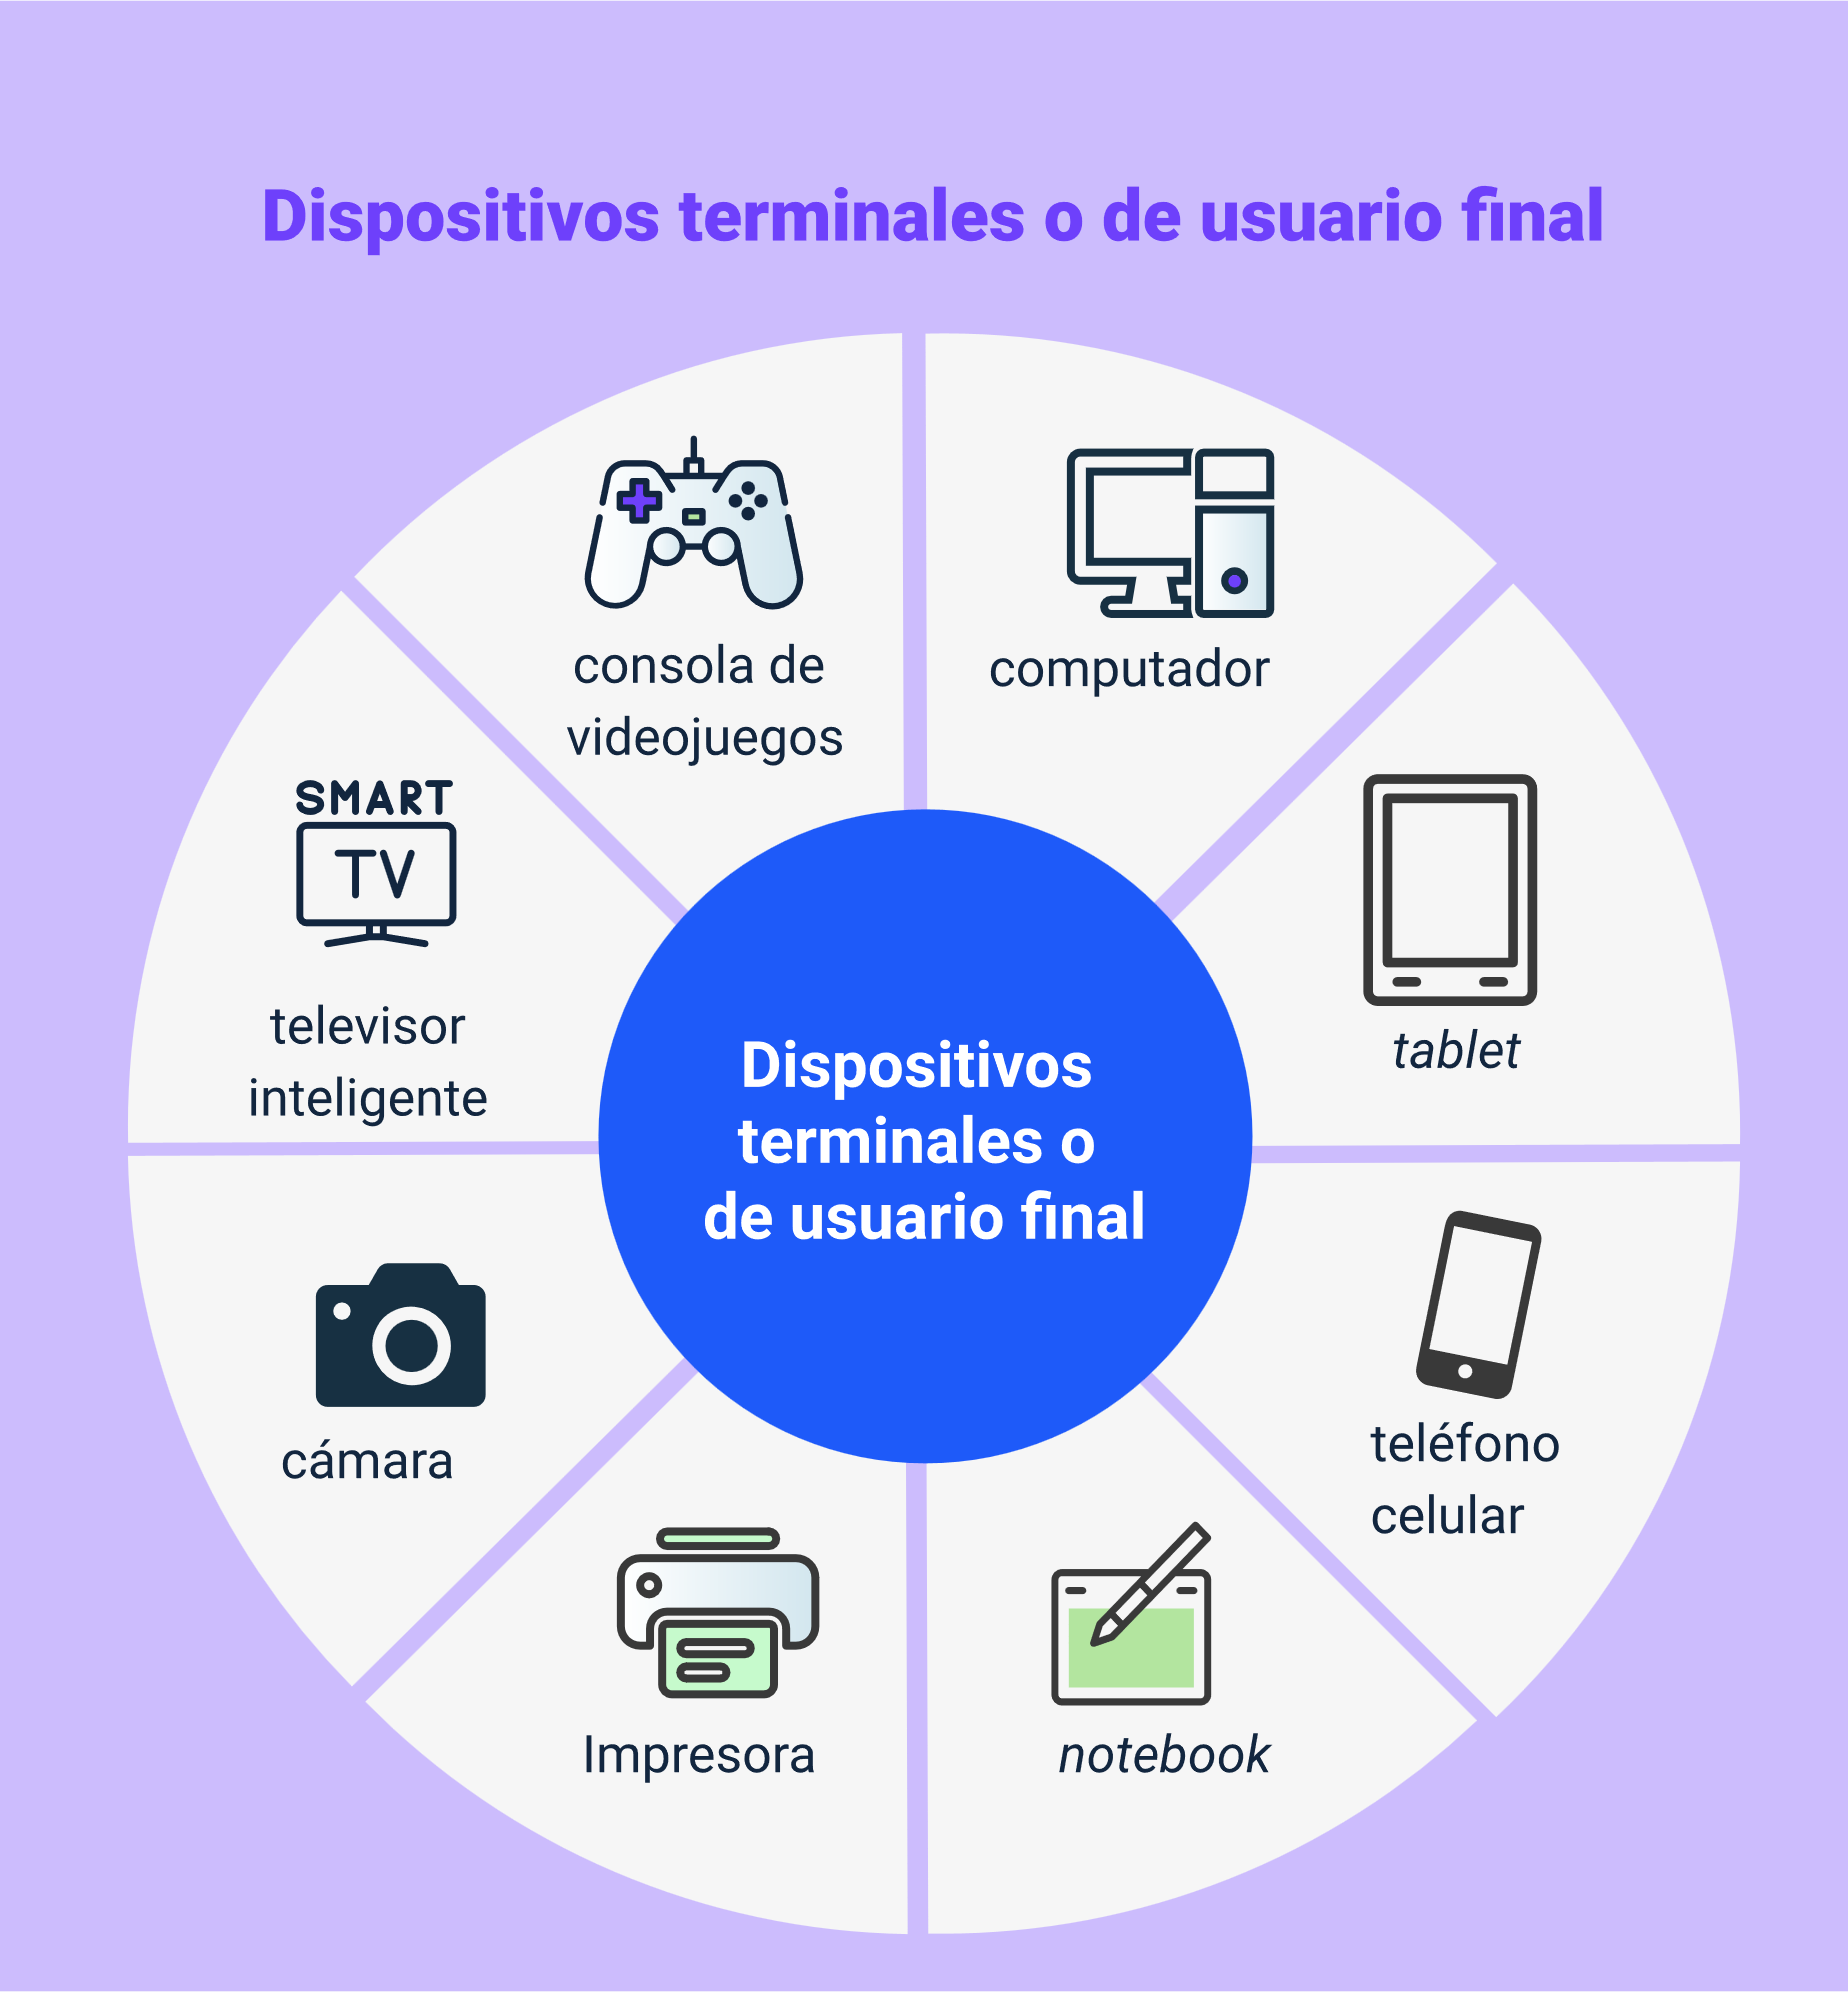 Dispositivos terminales o de usuario final
consola de
videojuegos
computador
SMART
TV
televisor
inteligente
tablet
Dispositivos
terminales o
de usuario final
cámara
teléfono
celular
Impresora
notebook